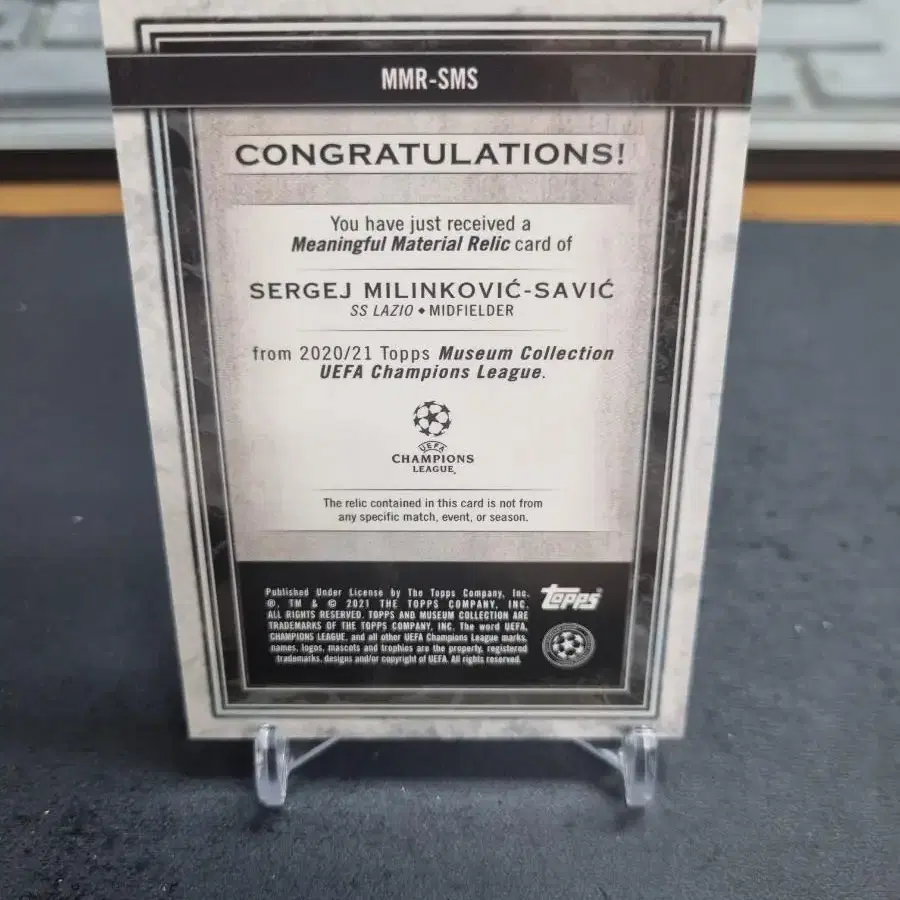 MMR-SMS
CONGRATULATIONS!
You have just received a
Meaningful Material Relic card of
SERGEJ MILINKOVIĆ-SAVIĆ
SS LAZIO ◆ MIDFIELDER
from 2020/21 Topps Museum Collection
UEFA Champions League.
UEFA
CHAMPIONS
LEAGUE
The relic contained in this card is not from
any specific match, event, or season.
Published Under License by The Topps Company, Inc.
®, TM & © 2021 THE TOPPS COMPANY, INC.
ALL RIGHTS RESERVED. TOPPS AND MUSEUM COLLECTION ARE
TRADEMARKS OF THE TOPPS COMPANY, INC. The word UEFA,
CHAMPIONS LEAGUE, and all other UEFA Champions League marks,
names, logos, mascots and trophies are the property, registered
trademarks, designs and/or copyright of UEFA. All rights reserved.
topps